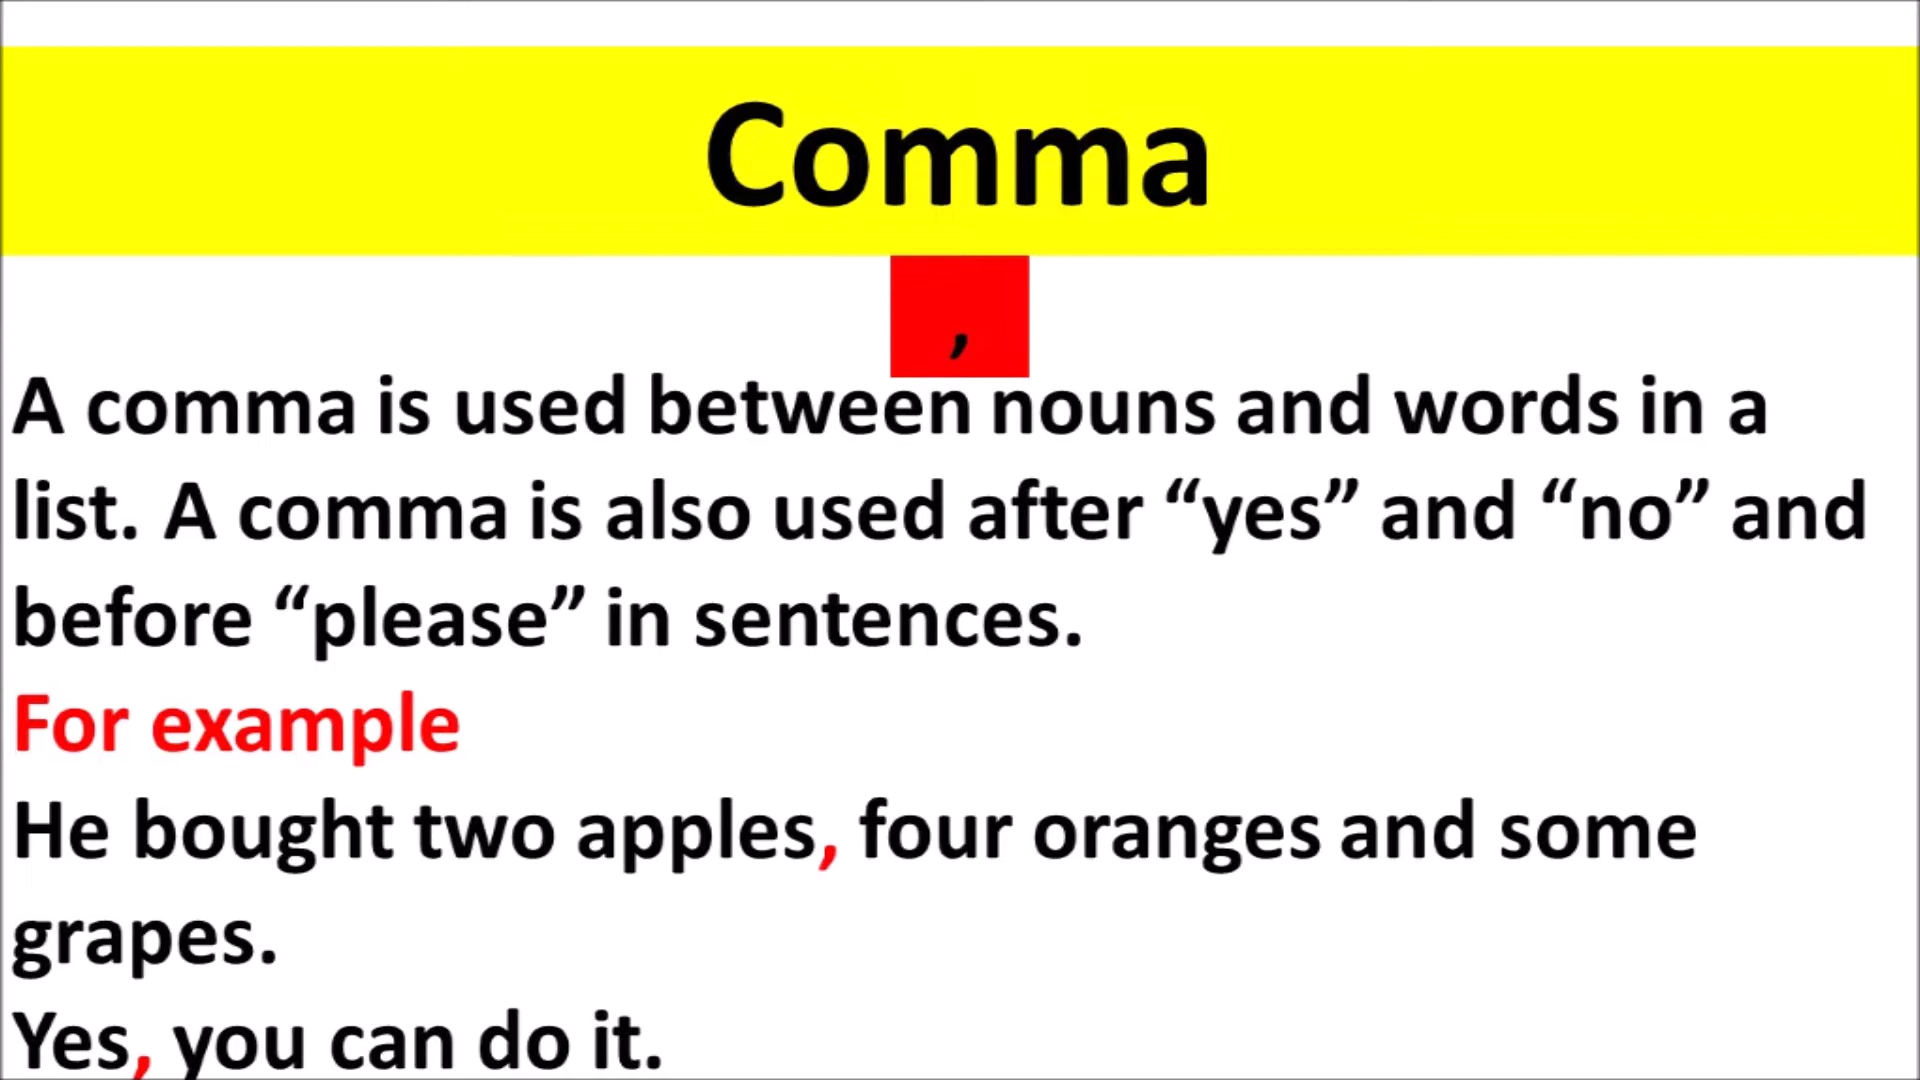 Comma
,
A comma is used between nouns and words in a
list. A comma is also used after “yes” and “no” and
before “please” in sentences.
For example
He bought two apples, four oranges and some
grapes.
Yes, you can do it.